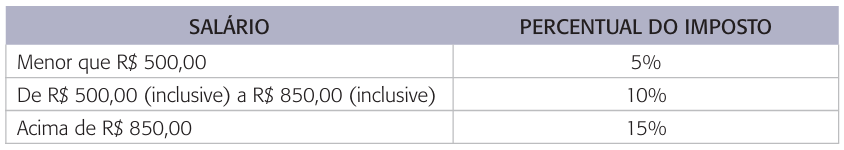 SALÁRIO PERCENTUAL DO IMPOSTO
Menor que R$ 500,00 5%
De R$ 500,00 (inclusive) a R$ 850,00 (inclusive) 10%
Acima de R$ 850,00 15%